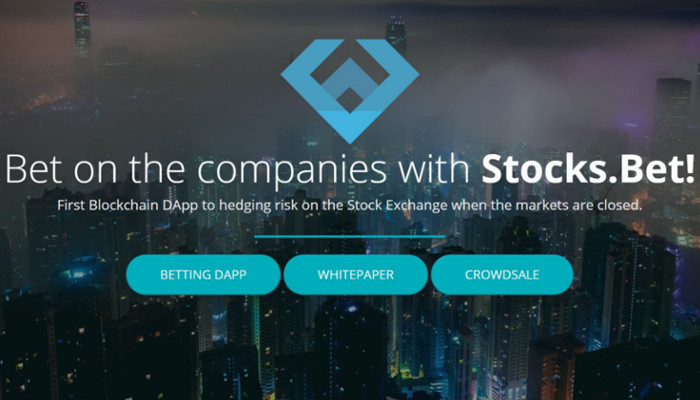 Bet on the companies with Stocks.Bet!
First Blockchain DApp to hedging risk on the Stock Exchange when the markets are closed.
BETTING DAPP
WHITEPAPER
CROWDSALE